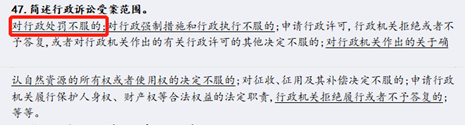 47. 简述行政诉讼受案范围。
对行政处罚不服的;对行政强制措施和行政执行不服的;申请行政许可,行政机关拒绝或者不
予答复,或者对行政机关作出的有关行政许可的其他决定不服的;对行政机关作出的关于确
认自然资源的所有权或者使用权的决定不服的;对征收、征用及其补偿决定不服的;申请行政
机关履行保护人身权、财产权等合法权益的法定职责,行政机关拒绝履行或者不予答复的;
等等。